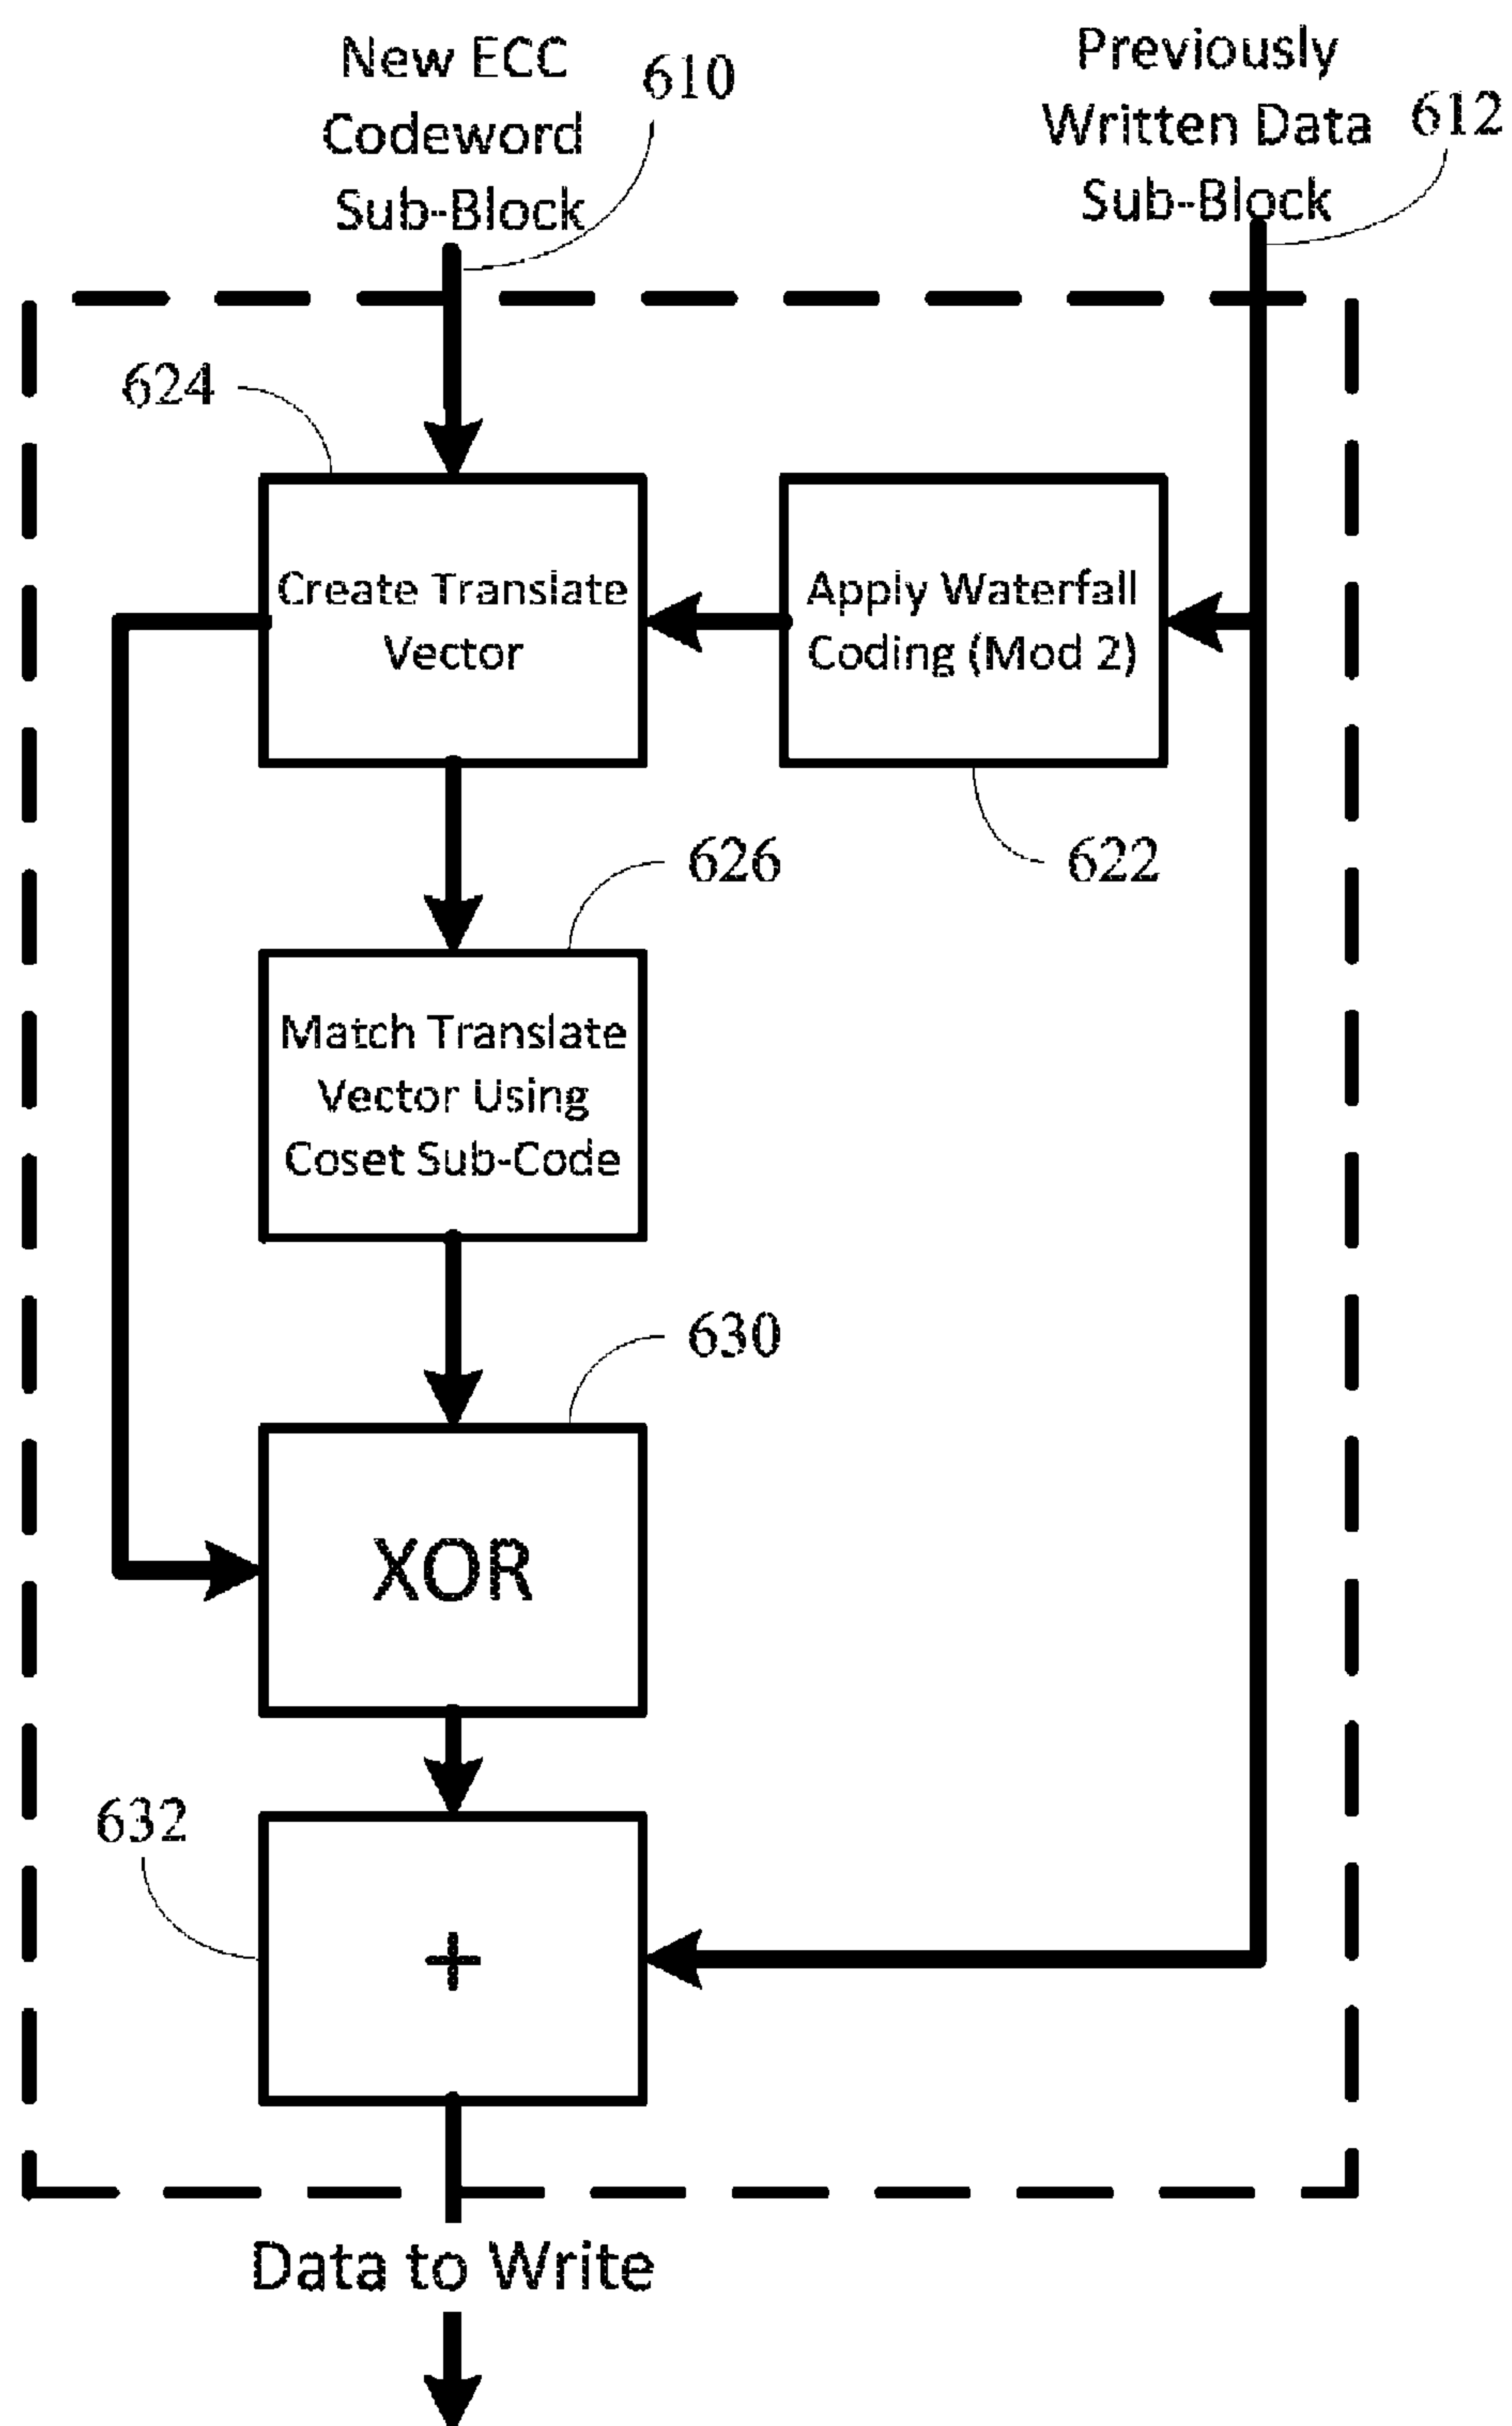 New ECC
Codeword
Sub-Block
610
Previously
Written Data
Sub-Block
612
624
Create Translate
Vector
Apply Waterfall
Coding (Mod 2)
626
622
Match Translate
Vector Using
Coset Sub-Code
630
XOR
632
+
Data to Write